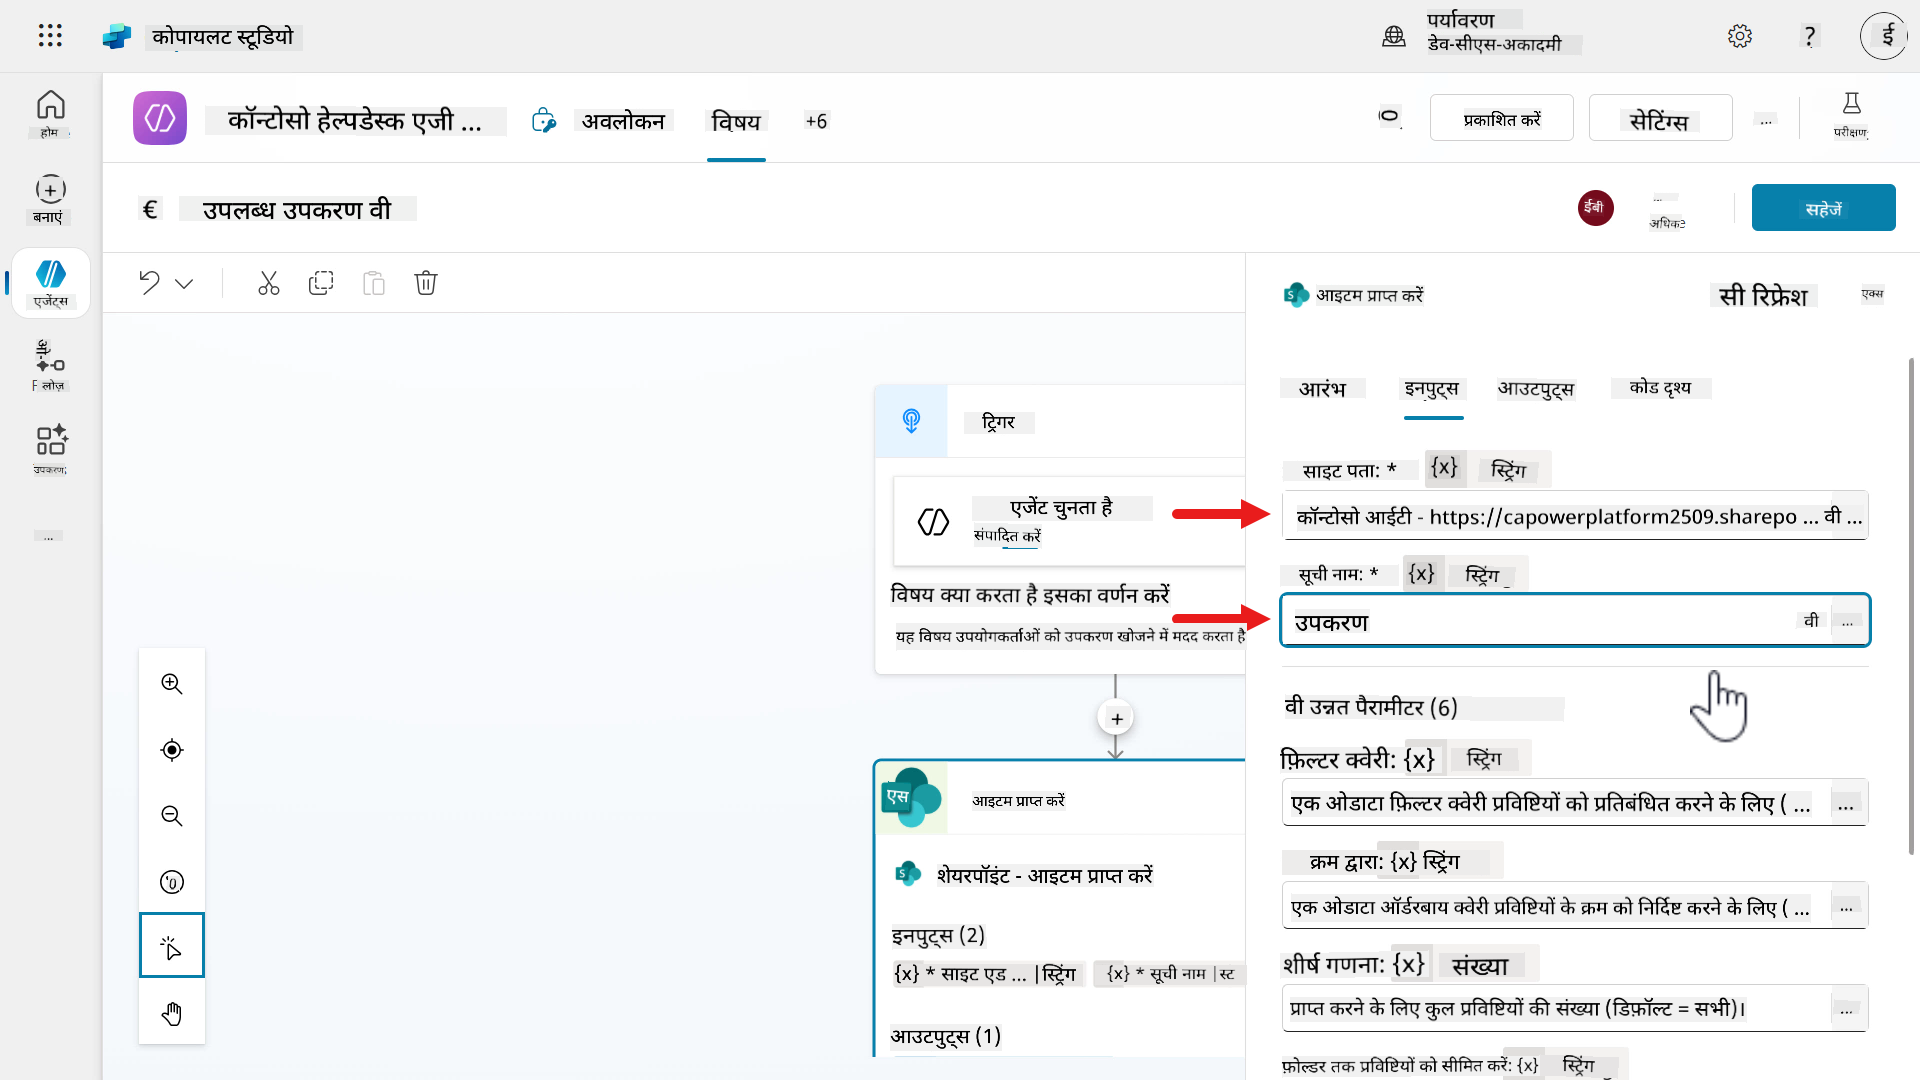 कोपायलट स्टूडियो
पर्यावरण
डेव-सीएस-अकादमी
?
ई
होम
बनाएं
एजेंट्स
लोज़
उपकरण
...
कॉन्टोसो हेल्पडेस्क एजी ...
अवलोकन
विषय
+6
प्रकाशित करें
सेटिंग्स
...
परीक्षण
€ उपलब्ध उपकरण वी
ईबी
...
अधिक
सहेजें
ट्रिगर
एजेंट चुनता है
संपादित करें
विषय क्या करता है इसका वर्णन करें
यह विषय उपयोगकर्ताओं को उपकरण खोजने में मदद करता है
+
एस
आइटम प्राप्त करें
शेयरपॉइंट - आइटम प्राप्त करें
इनपुट्स (2)
{x} * साइट एड ... |स्ट्रिंग {x} * सूची नाम |स्ट
आउटपुट्स (1)
आइटम प्राप्त करें
सी रिफ्रेश
एक्स
आरंभ
इनपुट्स
आउटपुट्स
कोड दृश्य
साइट पता: * {x} स्ट्रिंग
कॉन्टोसो आईटी - https://capowerplatform2509.sharepo ... वी ...
सूची नाम: * {x} स्ट्रिंग
उपकरण वी ...
वी उन्नत पैरामीटर (6)
फ़िल्टर क्वेरी: {x} स्ट्रिंग
एक ओडाटा फ़िल्टर क्वेरी प्रविष्टियों को प्रतिबंधित करने के लिए ( ... ...
क्रम द्वारा: {x} स्ट्रिंग
एक ओडाटा ऑर्डरबाय क्वेरी प्रविष्टियों के क्रम को निर्दिष्ट करने के लिए ( ... ...
शीर्ष गणना: {x} संख्या
प्राप्त करने के लिए कुल प्रविष्टियों की संख्या (डिफ़ॉल्ट = सभी)। ...
फ़ोल्डर तक प्रविष्टियों को सीमित करें: {x} स्ट्रिंग